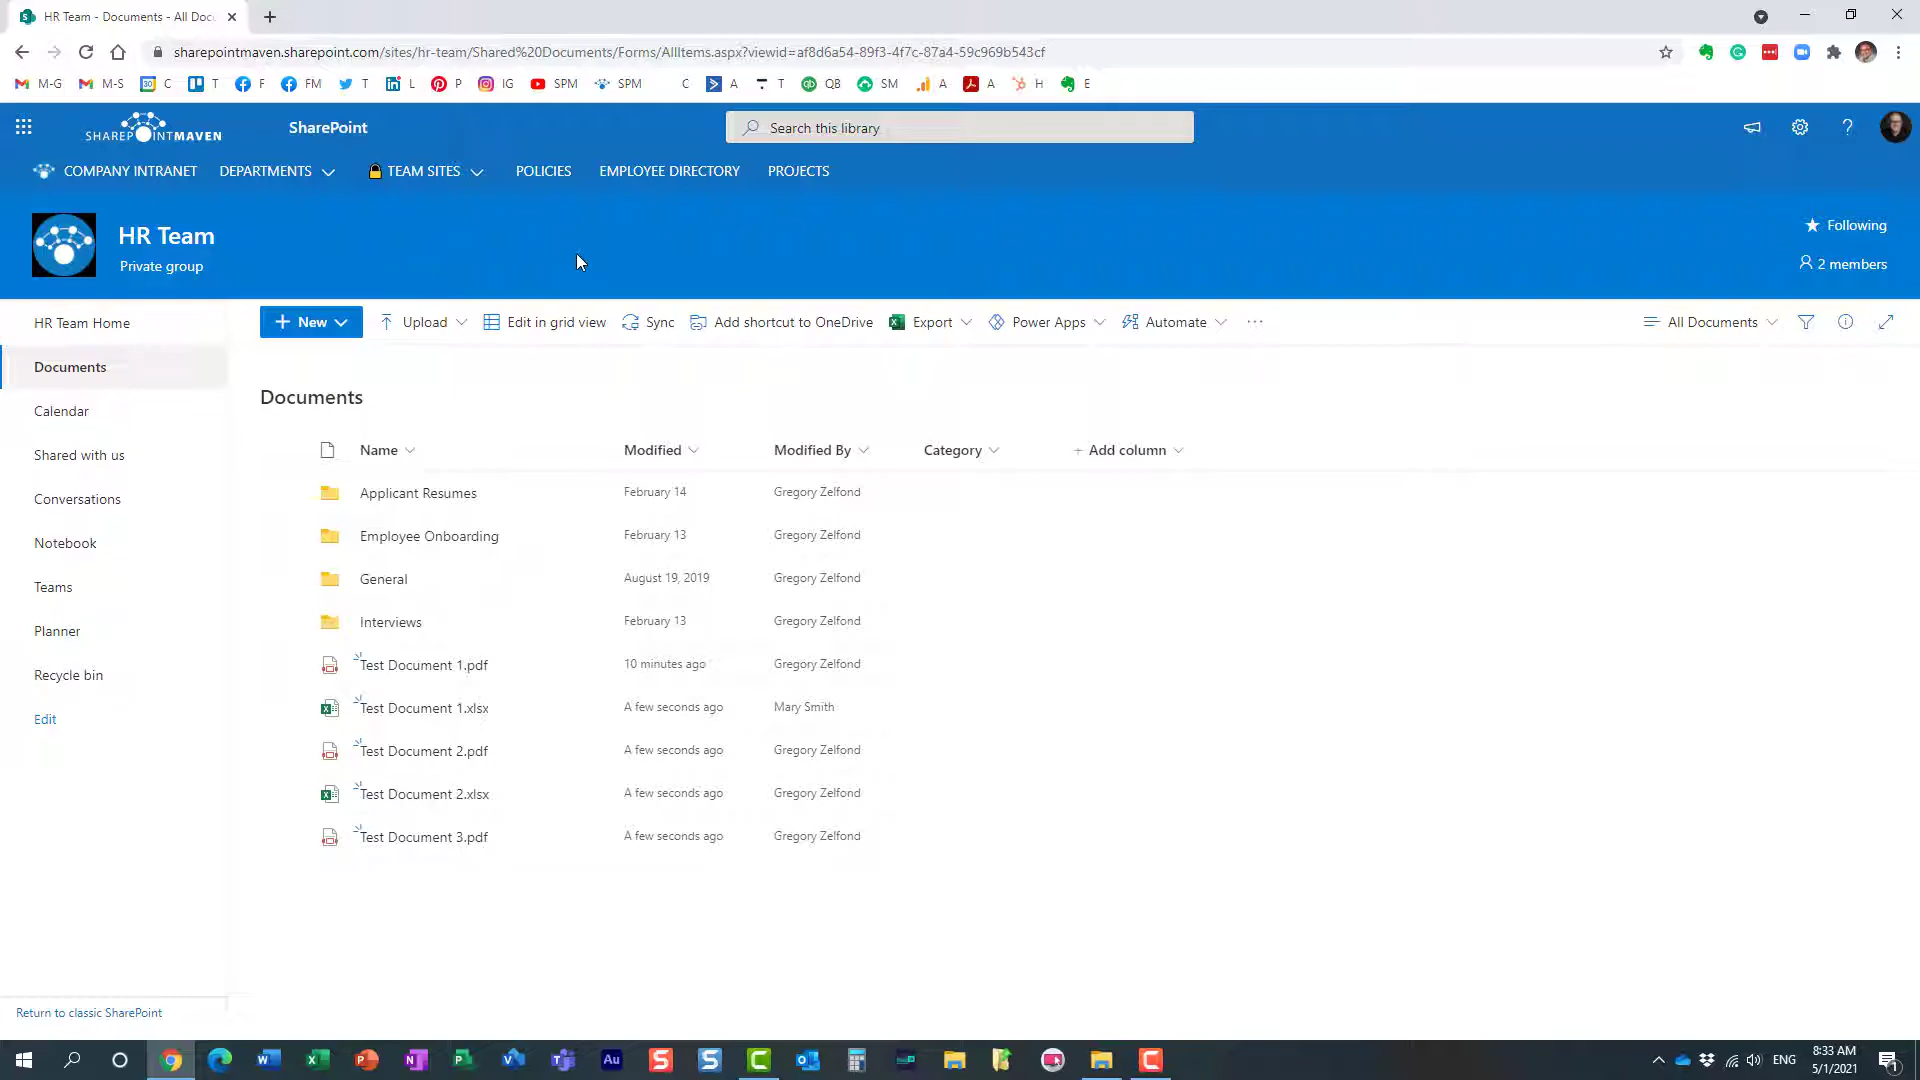 HR Team - Documents - All Doc
sharepointmaven.sharepoint.com/sites/hr-team/Shared%20Documents/Forms/AllItems.aspx?viewid=af8d6a54-89f3-4f7c-87a4-59c969b543cf
M-G M-S C T F FM T L P IG SPM SPM C A T QB SM A A H E
SHAREPOINTMAVEN SharePoint Search this library
COMPANY INTRANET DEPARTMENTS TEAM SITES POLICIES EMPLOYEE DIRECTORY PROJECTS
HR Team
Private group
Following
2 members
HR Team Home
Documents
Calendar
Shared with us
Conversations
Notebook
Teams
Planner
Recycle bin
Edit
Return to classic SharePoint
New Upload Edit in grid view Sync Add shortcut to OneDrive Export Power Apps Automate All Documents
Documents
Name Modified Modified By Category Add column
Applicant Resumes February 14 Gregory Zelfond
Employee Onboarding February 13 Gregory Zelfond
General August 19, 2019 Gregory Zelfond
Interviews February 13 Gregory Zelfond
Test Document 1.pdf 10 minutes ago Gregory Zelfond
Test Document 1.xlsx A few seconds ago Mary Smith
Test Document 2.pdf A few seconds ago Gregory Zelfond
Test Document 2.xlsx A few seconds ago Gregory Zelfond
Test Document 3.pdf A few seconds ago Gregory Zelfond
ENG 8:33 AM
5/1/2021